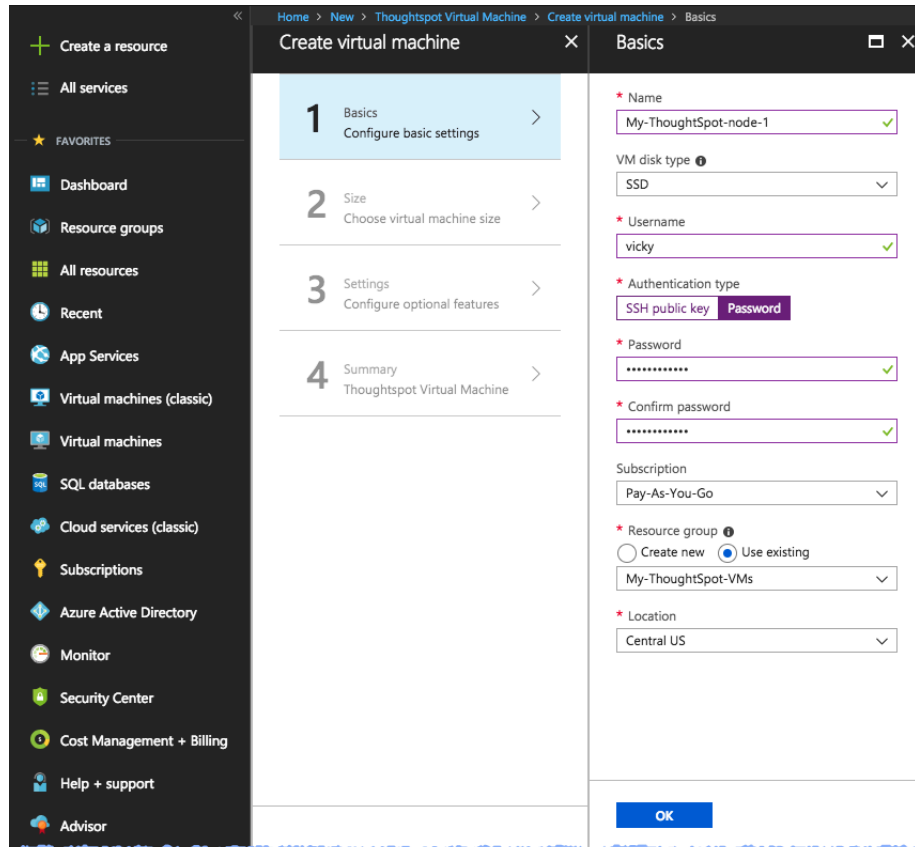 «
Home > New > Thoughtspot Virtual Machine > Create virtual machine > Basics
Create a resource
All services
FAVORITES
Dashboard
Resource groups
All resources
Recent
App Services
Virtual machines (classic)
Virtual machines
SQL databases
Cloud services (classic)
Subscriptions
Azure Active Directory
Monitor
Security Center
Cost Management + Billing
Help + support
Advisor
Create virtual machine
1
Basics
Configure basic settings
2
Size
Choose virtual machine size
3
Settings
Configure optional features
4
Summary
Thoughtspot Virtual Machine
Basics
* Name
My-ThoughtSpot-node-1
VM disk type
SSD
* Username
vicky
* Authentication type
SSH public key Password
* Password
••••••••••••
* Confirm password
••••••••••••
Subscription
Pay-As-You-Go
* Resource group
Create new Use existing
My-ThoughtSpot-VMs
* Location
Central US
OK